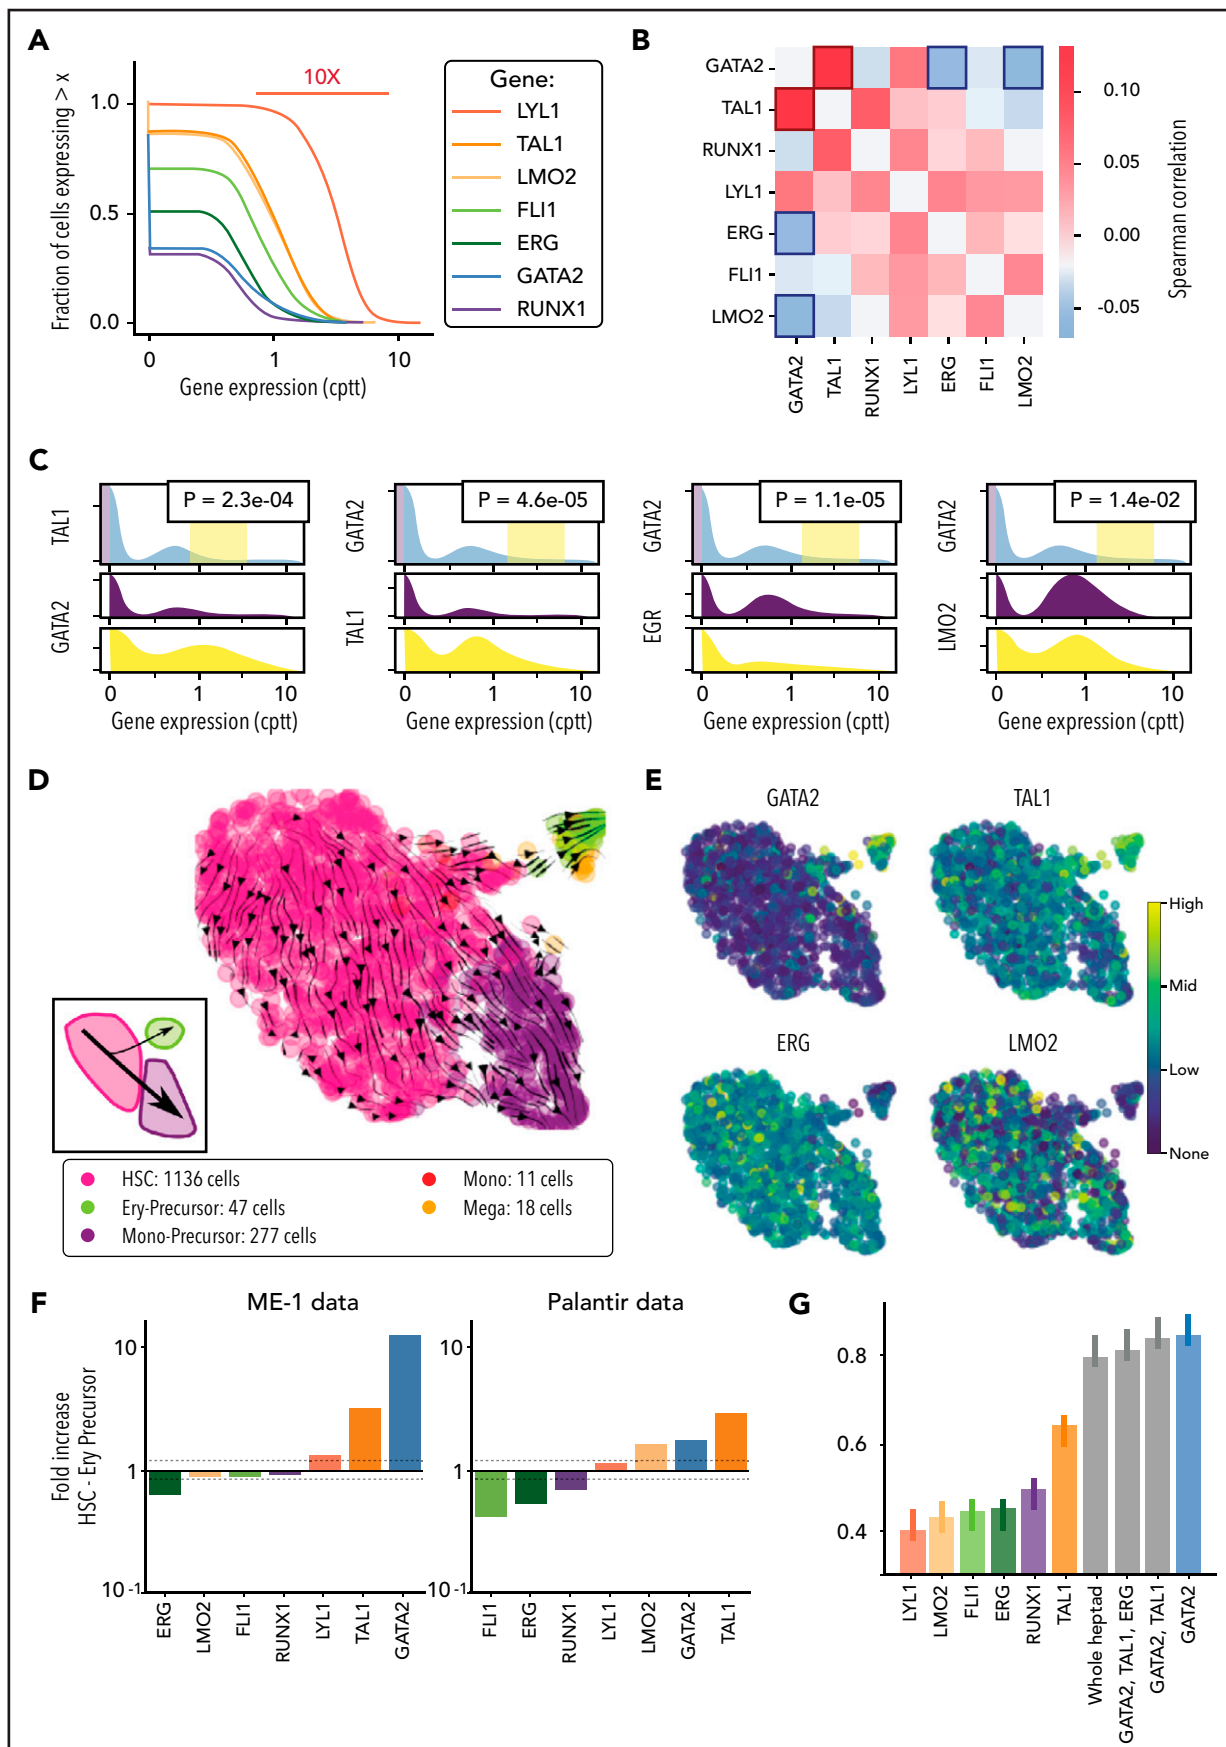 A
Fraction of cells expressing > x
1.0
0.5
0.0
10X
0
1
10
Gene expression (cptt)
Gene:
LYL1
TAL1
LMO2
FLI1
ERG
GATA2
RUNX1
B
GATA2
TAL1
RUNX1
LYL1
ERG
FLI1
LMO2
GATA2
TAL1
RUNX1
LYL1
ERG
FLI1
LMO2
0.10
0.05
0.00
-0.05
Spearman correlation
C
TAL1
P = 2.3e-04
GATA2
0
1
10
Gene expression (cptt)
GATA2
P = 4.6e-05
TAL1
0
1
10
Gene expression (cptt)
GATA2
P = 1.1e-05
EGR
0
1
10
Gene expression (cptt)
GATA2
P = 1.4e-02
LMO2
0
1
10
Gene expression (cptt)
D
HSC: 1136 cells
Ery-Precursor: 47 cells
Mono-Precursor: 277 cells
Mono: 11 cells
Mega: 18 cells
E
GATA2
TAL1
ERG
LMO2
High
Mid
Low
None
F
ME-1 data
Fold increase
HSC - Ery Precursor
10
1
10-1
ERG
LMO2
FLI1
RUNX1
LYL1
TAL1
GATA2
Palantir data
10
1
10-1
FLI1
ERG
RUNX1
LYL1
LMO2
GATA2
TAL1
G
0.8
0.6
0.4
LYL1
LMO2
FLI1
ERG
RUNX1
TAL1
Whole heptad
GATA2, TAL1, ERG
GATA2, TAL1
GATA2